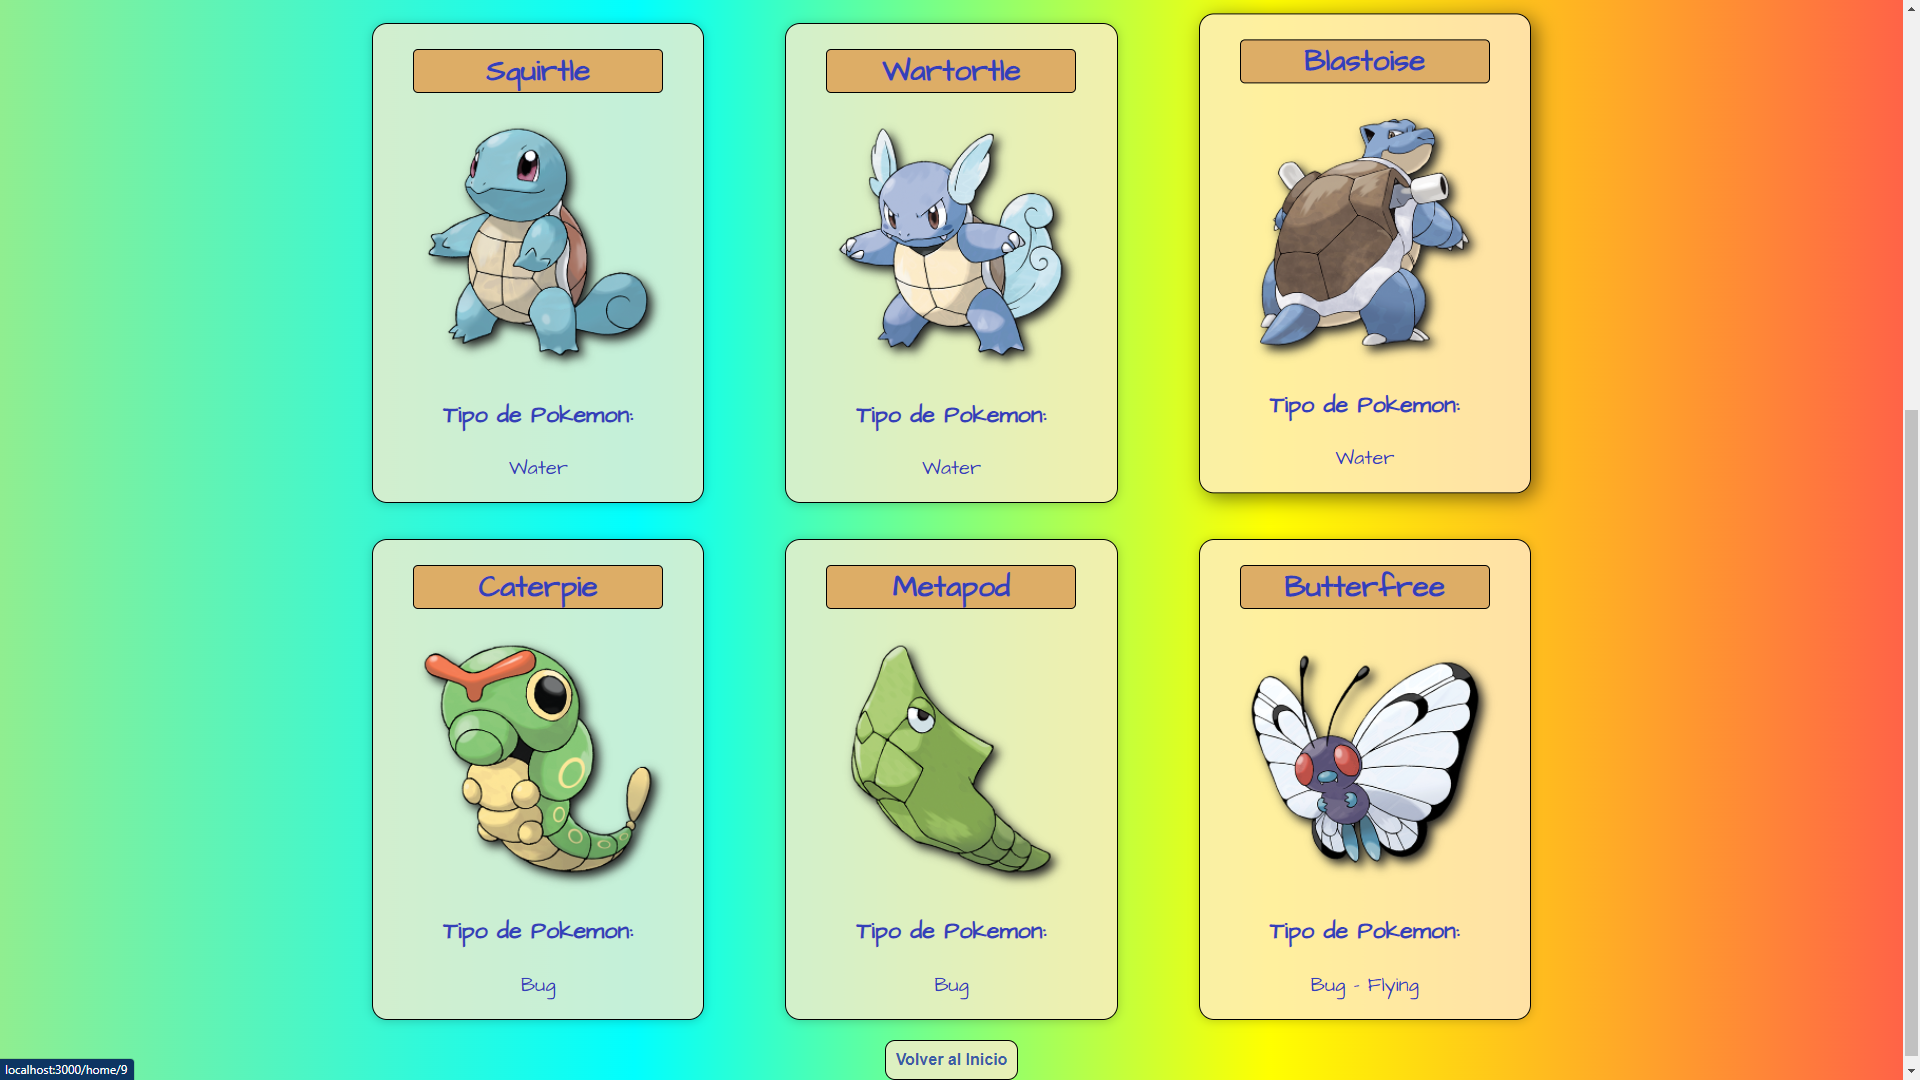 Squirtle
Wartortle
Blastoise
Tipo de Pokemon:
Tipo de Pokemon:
Tipo de Pokemon:
Water
Water
Water
Caterpie
Metapod
Butterfree
Tipo de Pokemon:
Tipo de Pokemon:
Tipo de Pokemon:
Bug
Bug
Bug - Flying
Volver al Inicio
localhost:3000/home/9